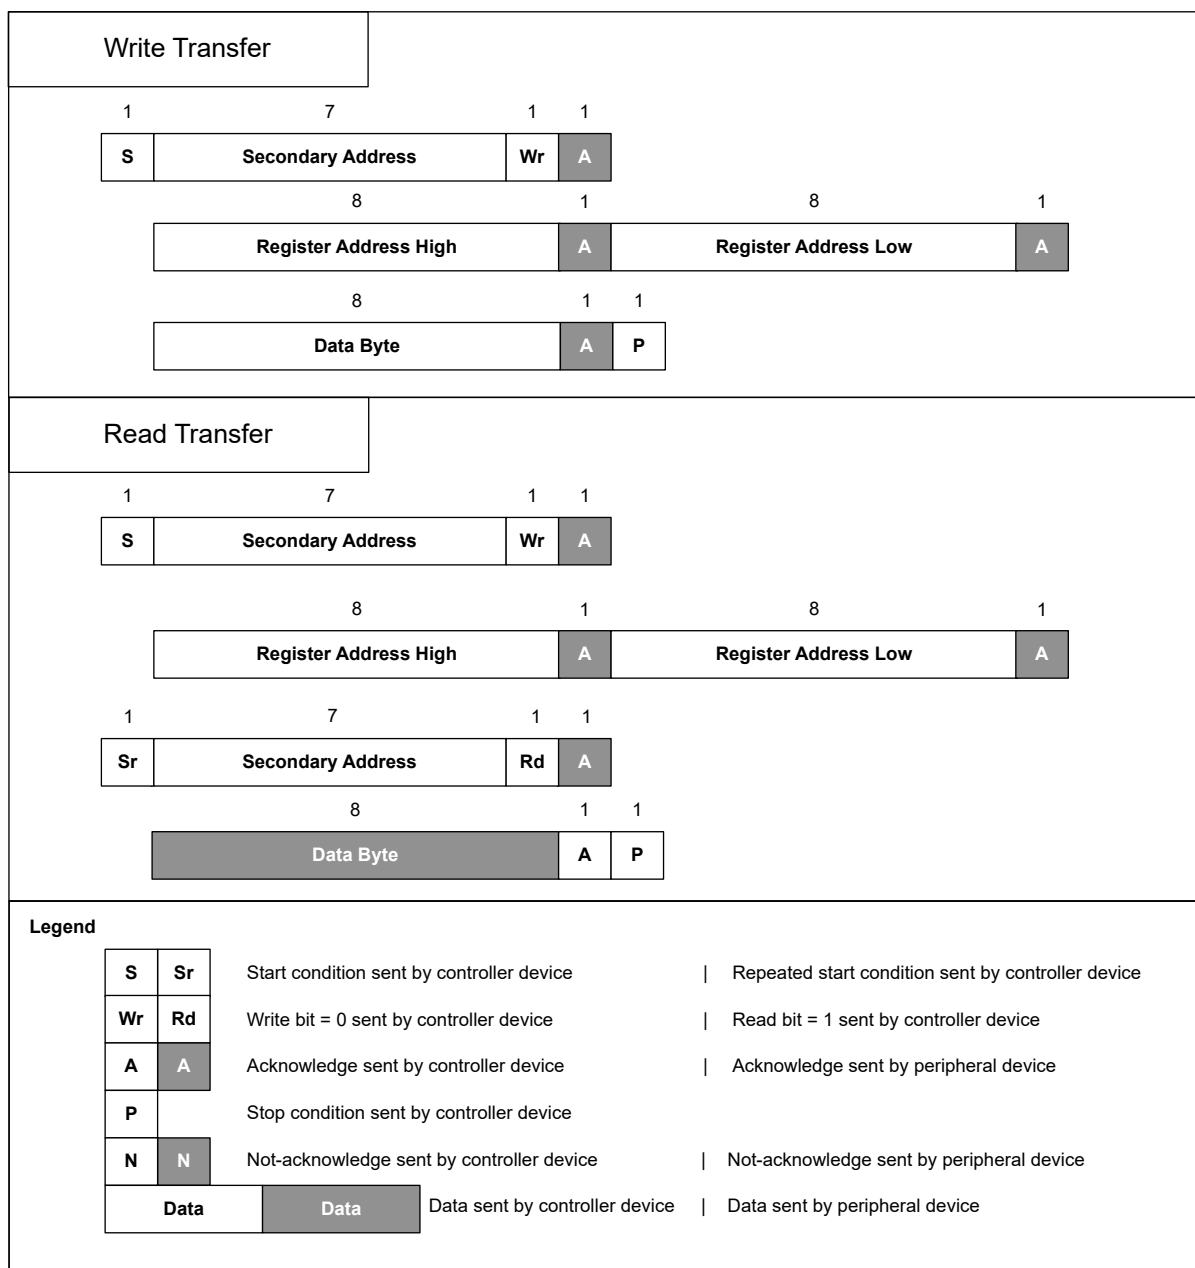 Write Transfer
1 7 1 1
S Secondary Address Wr A
8 1 8 1
Register Address High A Register Address Low A
8 1 1
Data Byte A P
Read Transfer
1 7 1 1
S Secondary Address Wr A
8 1 8 1
Register Address High A Register Address Low A
1 7 1 1
Sr Secondary Address Rd A
8 1 1
Data Byte A P
Legend
S Sr Start condition sent by controller device | Repeated start condition sent by controller device
Wr Rd Write bit = 0 sent by controller device | Read bit = 1 sent by controller device
A A Acknowledge sent by controller device | Acknowledge sent by peripheral device
P Stop condition sent by controller device
N N Not-acknowledge sent by controller device | Not-acknowledge sent by peripheral device
Data Data Data sent by controller device | Data sent by peripheral device